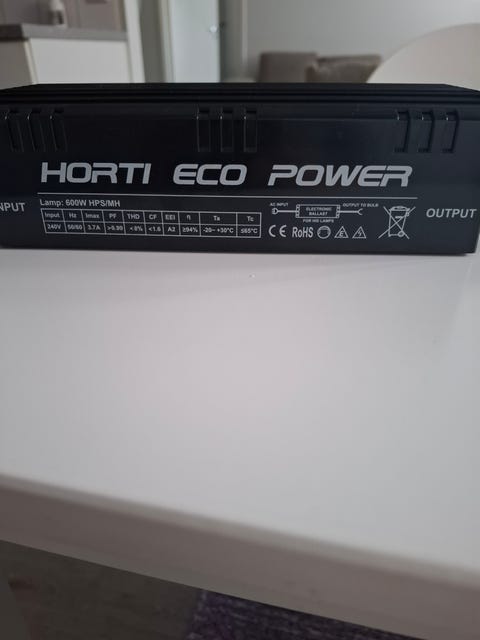 HORTI ECO POWER
Lamp: 600W HPS/MH
NPUT
Input Hz Imax PF THD CF EEI η Ta Tc
240V 50/60 3.7A >0.99 <8% <1.6 A2 ≥94% -20~ +30°C ≤65°C
AC INPUT ELECTRONIC BALLAST OUTPUT TO BULB
FOR HID LAMPS
CE RoHS
OUTPUT